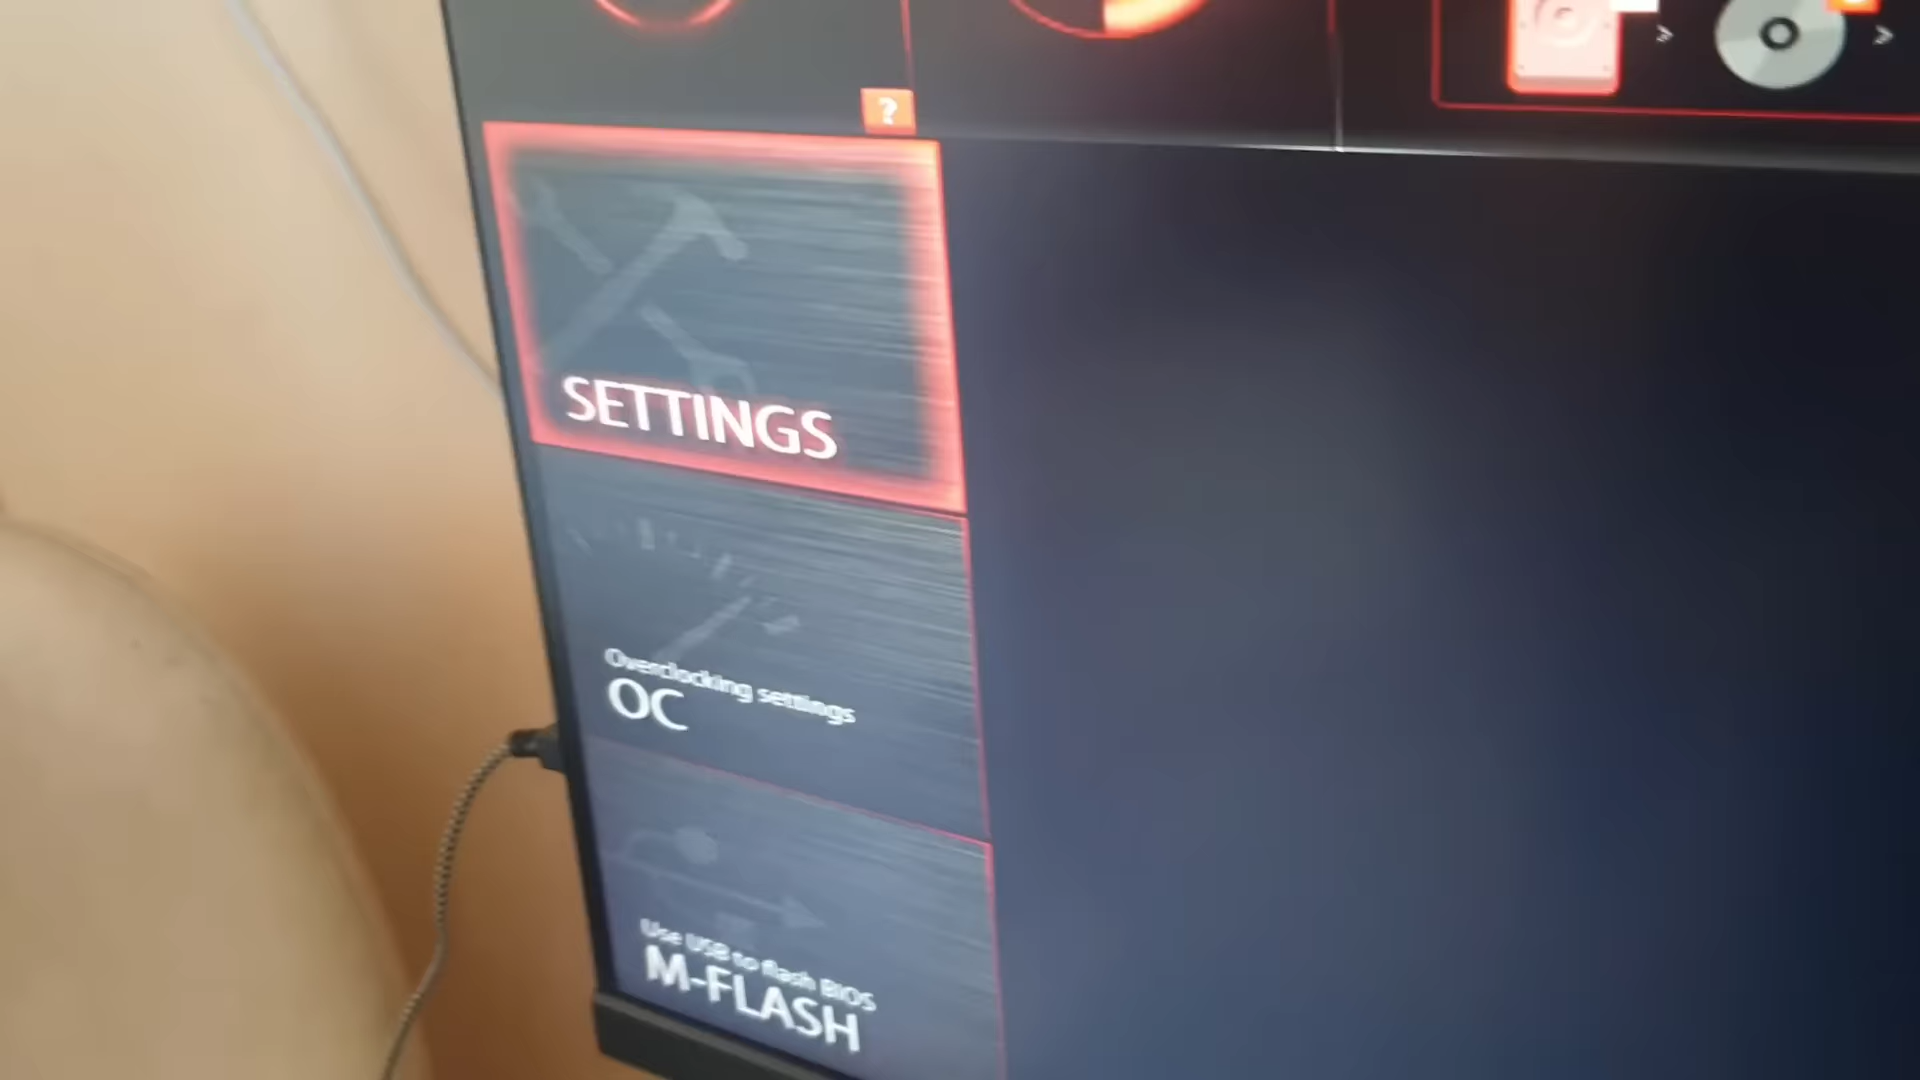 ?
SETTINGS
Overclocking settings
OC
Use USB to flash BIOS
M-FLASH